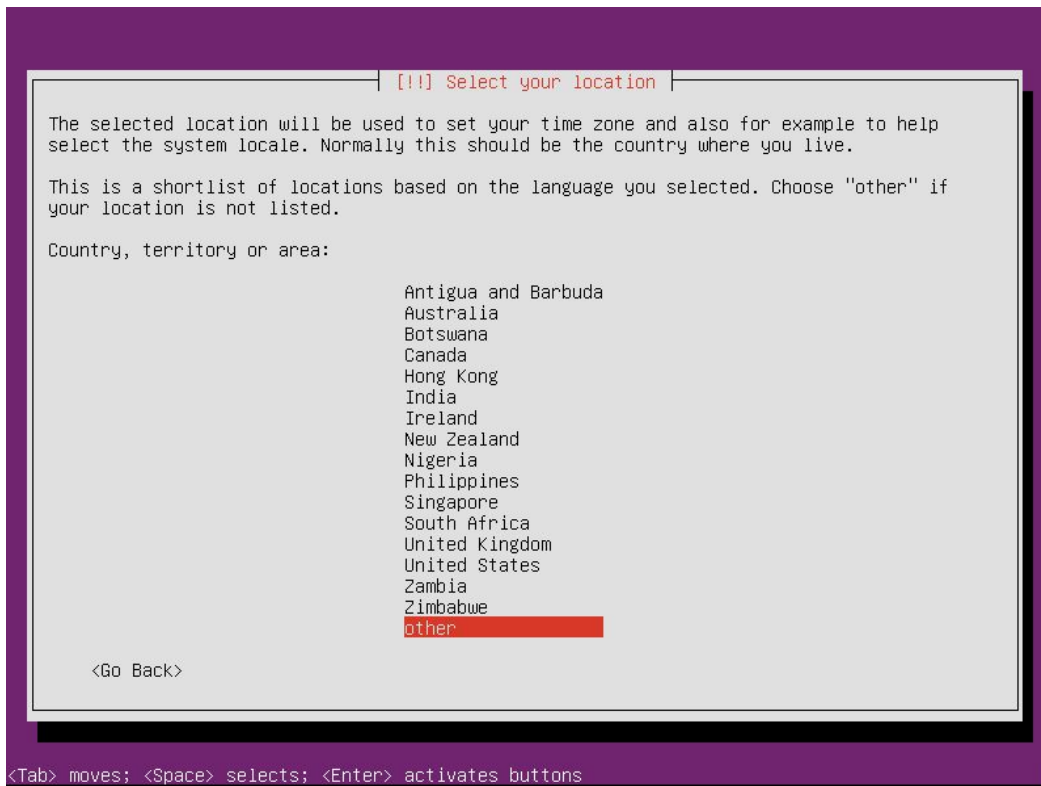 [!!] Select your location
The selected location will be used to set your time zone and also for example to help
select the system locale. Normally this should be the country where you live.
This is a shortlist of locations based on the language you selected. Choose "other" if
your location is not listed.
Country, territory or area:
Antigua and Barbuda
Australia
Botswana
Canada
Hong Kong
India
Ireland
New Zealand
Nigeria
Philippines
Singapore
South Africa
United Kingdom
United States
Zambia
Zimbabwe
other
<Go Back>
<Tab> moves; <Space> selects; <Enter> activates buttons